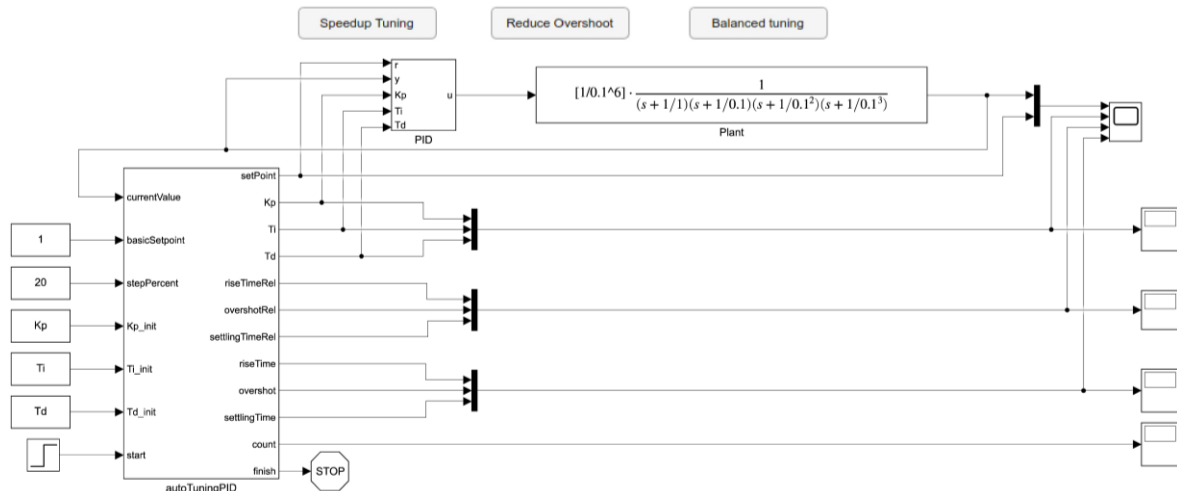 Speedup Tuning
Reduce Overshoot
Balanced tuning
r
y
Kp
Ti
Td
u
PID
[1/0.1^6] · 1 / (s + 1/1)(s + 1/0.1)(s + 1/0.1²)(s + 1/0.1³)
Plant
currentValue
basicSetpoint
stepPercent
Kp_init
Ti_init
Td_init
start
setPoint
Kp
Ti
Td
riseTimeRel
overshotRel
settlingTimeRel
riseTime
overshot
settlingTime
count
finish
autoTuningPID
1
20
Kp
Ti
Td
STOP